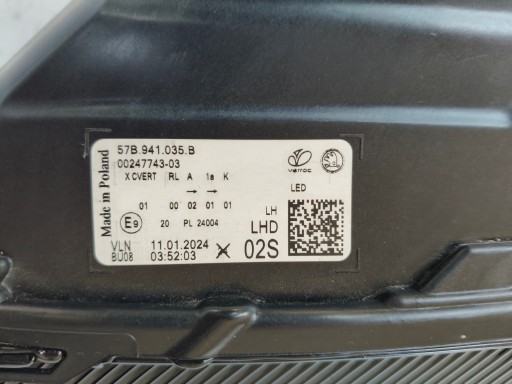 Made in Poland
57B.941.035.B
00247743-03
X CVERT RL A 1a K
→ →
01 00 02 01 01
E9 20 PL 24004
VLN 11.01.2024
BU08 03:52:03
varroc
LED
LH
LHD
02S